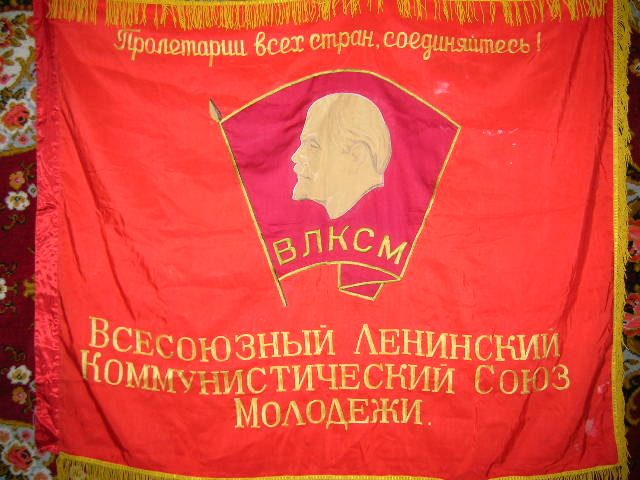 Пролетарии всех стран, соединяйтесь!
ВЛКСМ
Всесоюзный Ленинский
Коммунистический Союз
Молодежи.